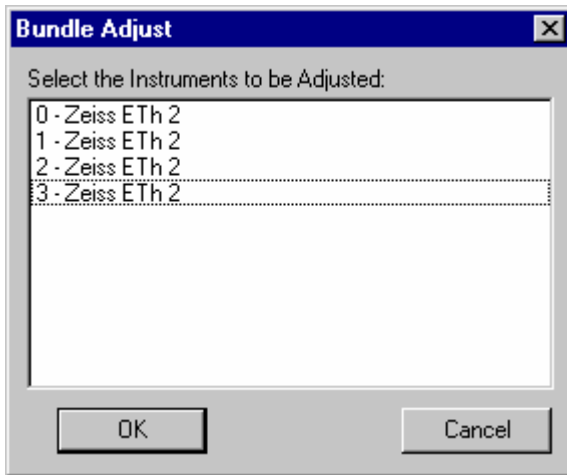 Bundle Adjust
Select the Instruments to be Adjusted:
0 - Zeiss ETh 2
1 - Zeiss ETh 2
2 - Zeiss ETh 2
3 - Zeiss ETh 2
OK Cancel